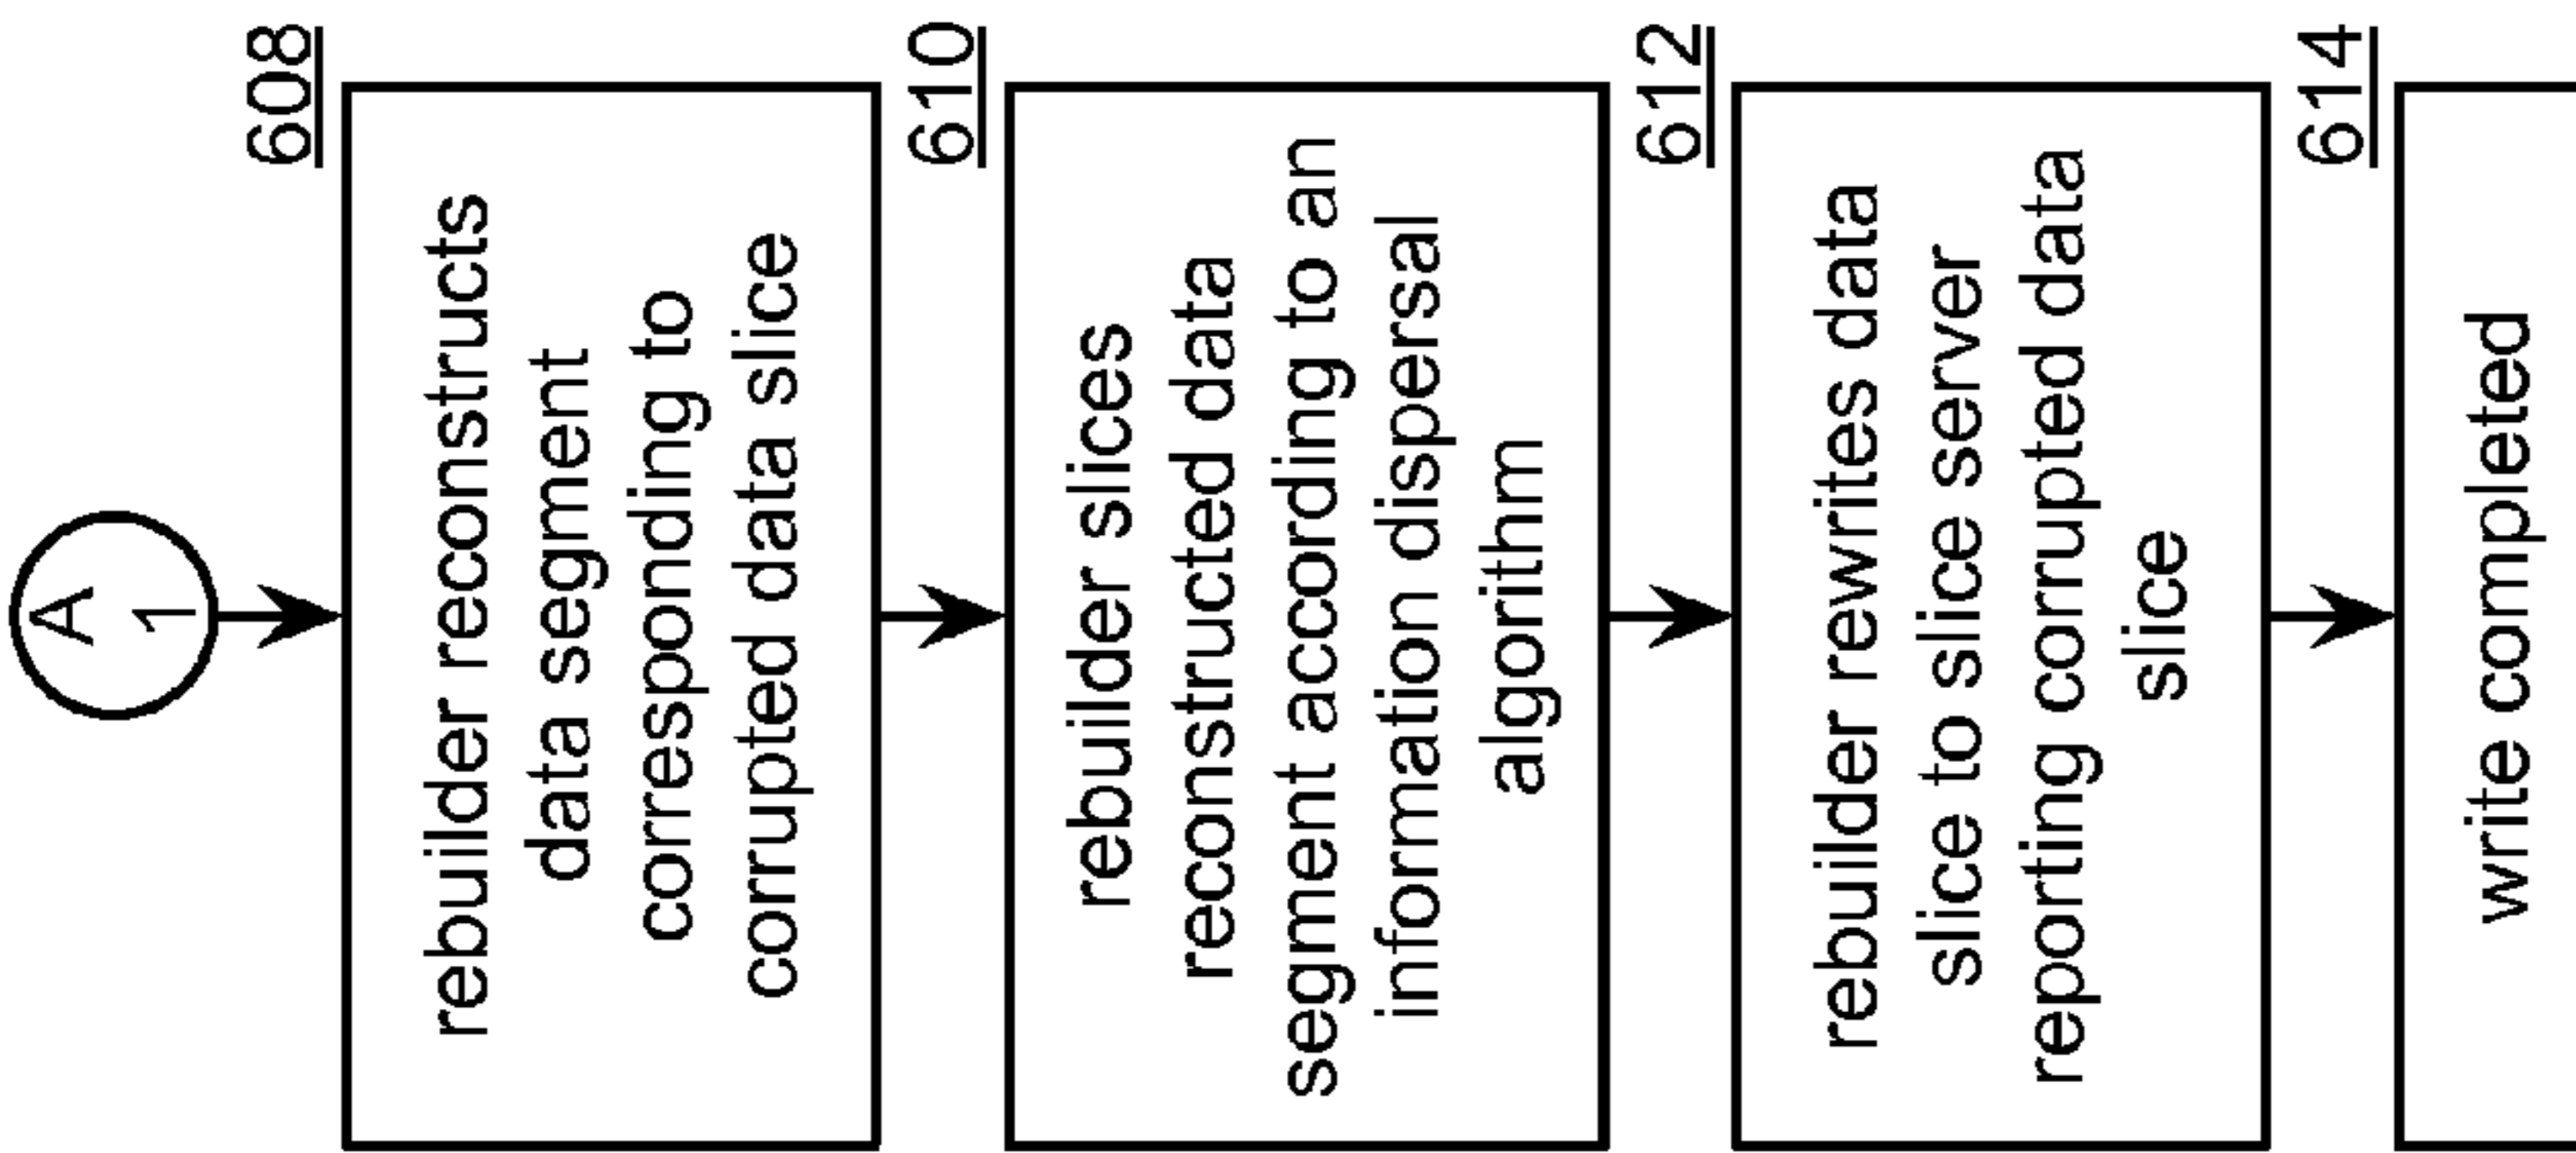 A
1
608
rebuilder reconstructs
data segment
corresponding to
corrupted data slice
610
rebuilder slices
reconstructed data
segment according to an
information dispersal
algorithm
612
rebuilder rewrites data
slice to slice server
reporting corrupted data
slice
614
write completed